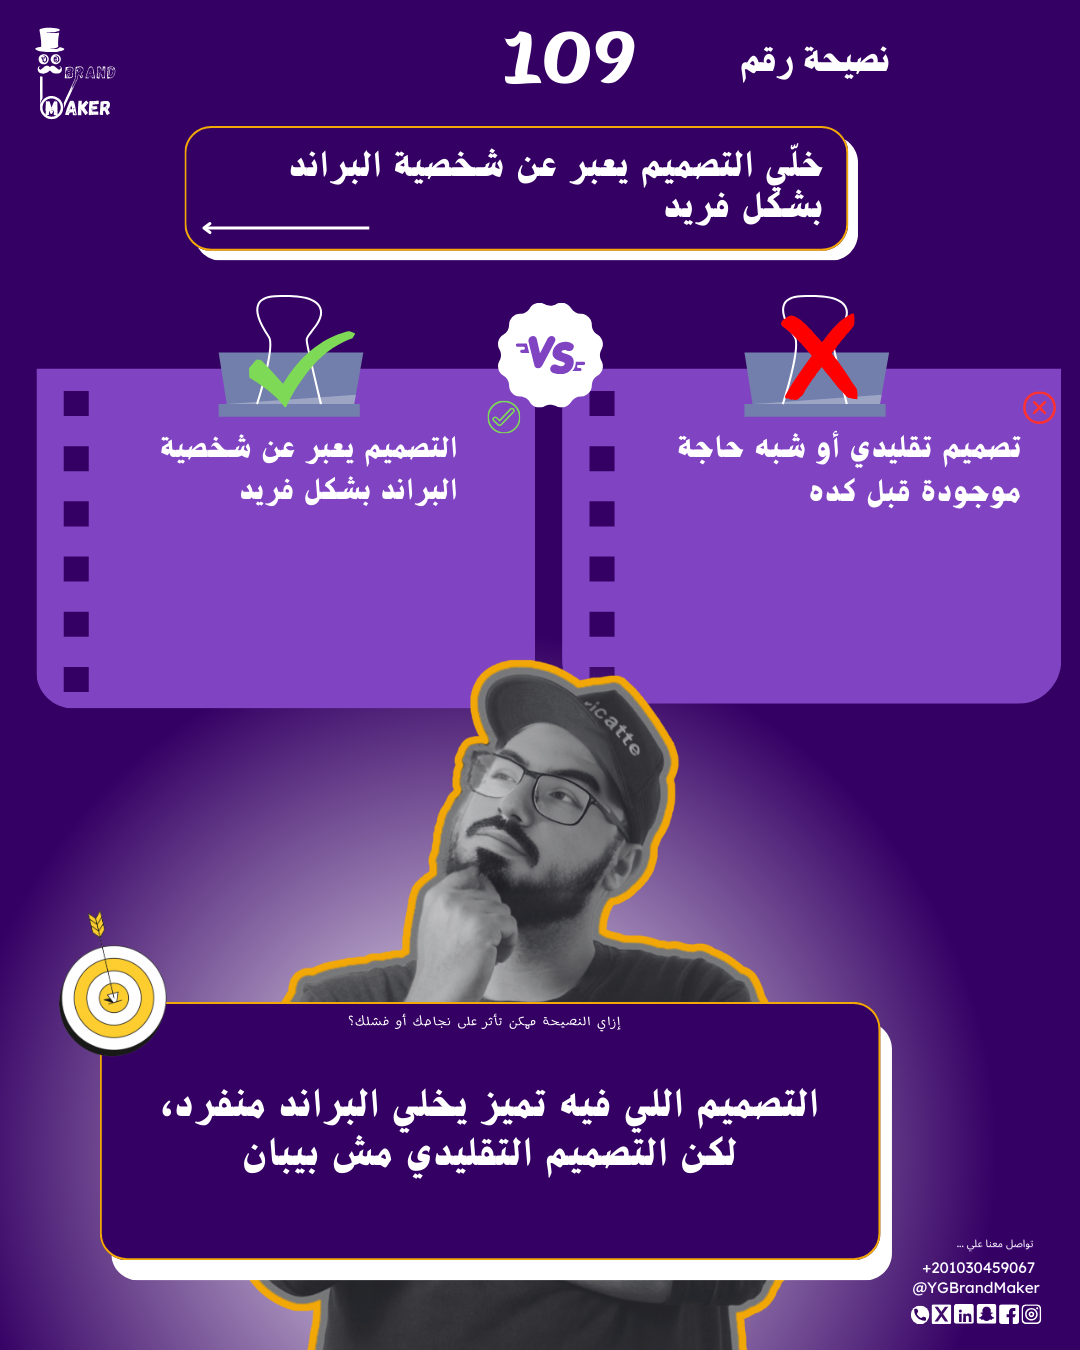 BRAND
MAKER
نصيحة رقم 109
خلّي التصميم يعبر عن شخصية البراند
بشكل فريد
VS
تصميم تقليدي أو شبه حاجة
موجودة قبل كده
التصميم يعبر عن شخصية
البراند بشكل فريد
icatte
إزاي النصيحة ممكن تأثر على نجاحك أو فشلك؟
التصميم اللي فيه تميز يخلي البراند منفرد،
لكن التصميم التقليدي مش بيبان
تواصل معنا علي ...
+201030459067
@YGBrandMaker